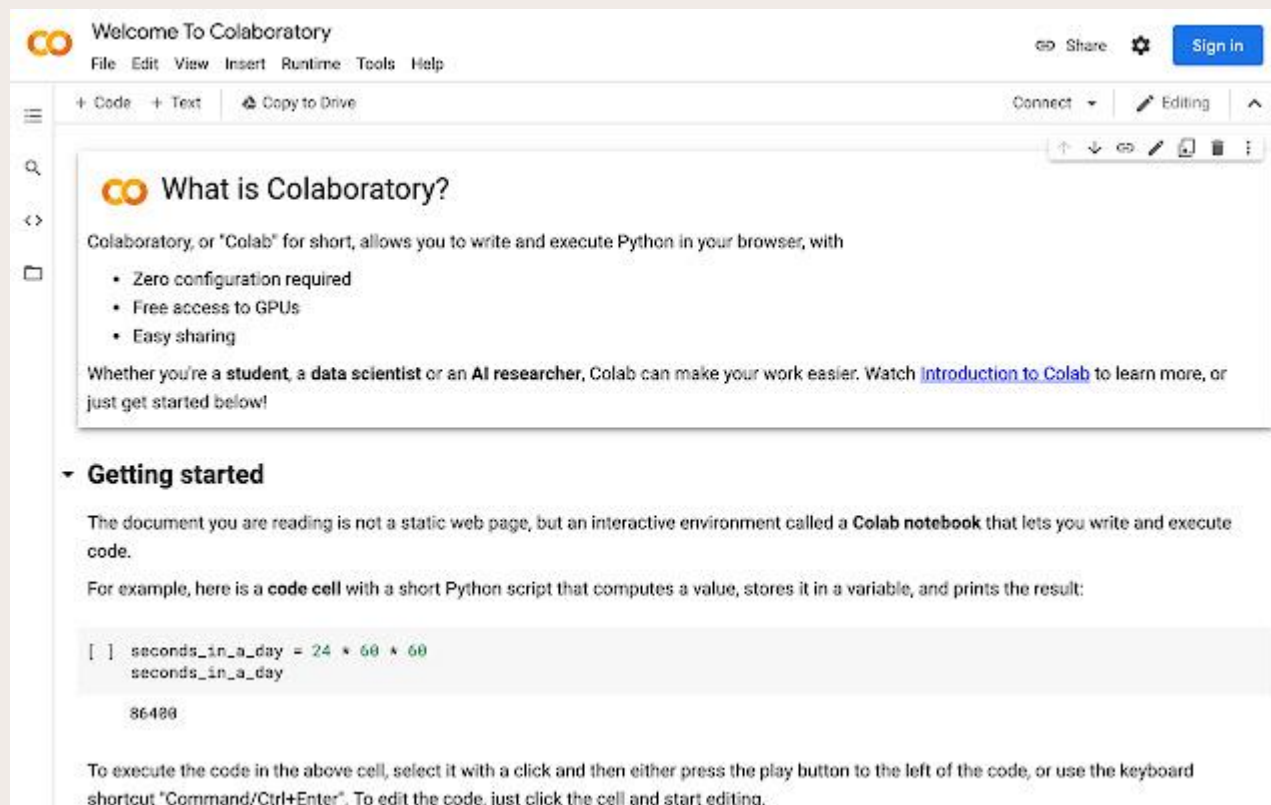 CO
Welcome To Colaboratory
File Edit View Insert Runtime Tools Help
Share
Sign in
+ Code + Text Copy to Drive
Connect
Editing
CO What is Colaboratory?
Colaboratory, or "Colab" for short, allows you to write and execute Python in your browser, with
• Zero configuration required
• Free access to GPUs
• Easy sharing
Whether you're a student, a data scientist or an AI researcher, Colab can make your work easier. Watch Introduction to Colab to learn more, or
just get started below!
Getting started
The document you are reading is not a static web page, but an interactive environment called a Colab notebook that lets you write and execute
code.
For example, here is a code cell with a short Python script that computes a value, stores it in a variable, and prints the result:
[ ] seconds_in_a_day = 24 * 60 * 60
seconds_in_a_day
86400
To execute the code in the above cell, select it with a click and then either press the play button to the left of the code, or use the keyboard
shortcut "Command/Ctrl+Enter". To edit the code, just click the cell and start editing.